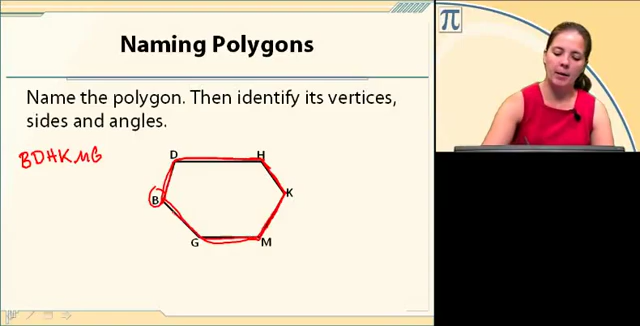 π
Naming Polygons
Name the polygon. Then identify its vertices,
sides and angles.
BDHKMG
D
H
B
K
G
M